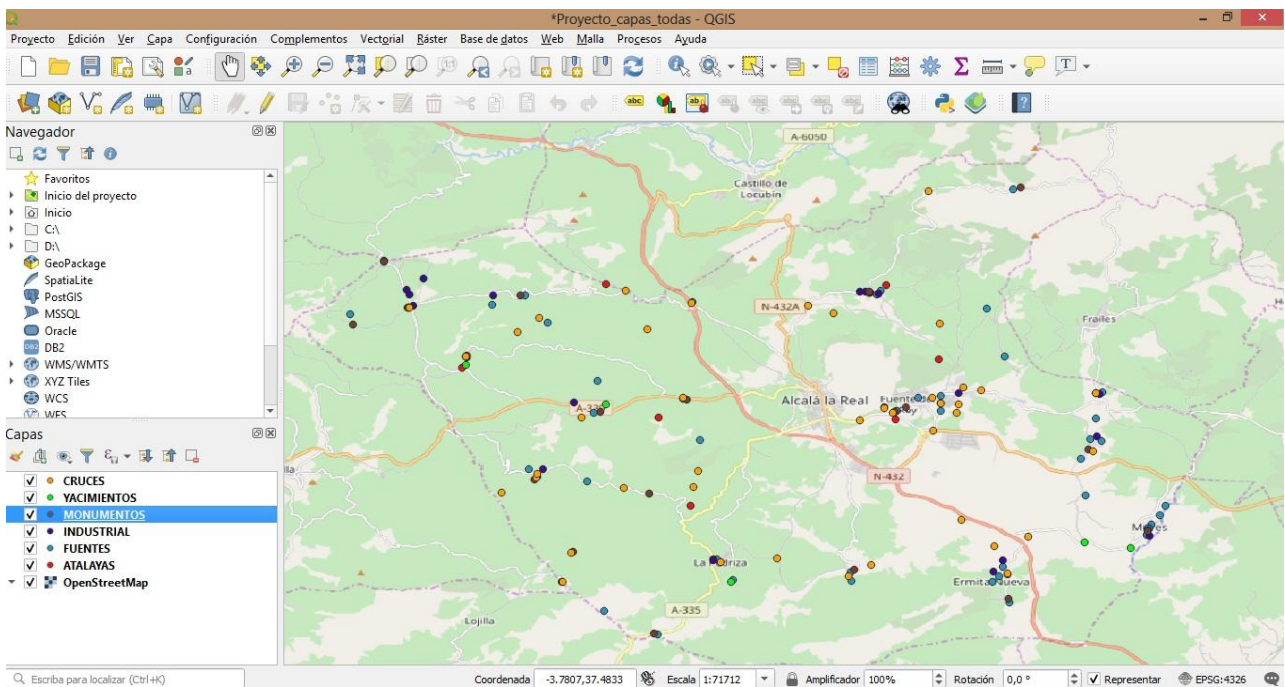 *Proyecto_capas_todas - QGIS
Proyecto Edición Ver Capa Configuración Complementos Vectorial Ráster Base de datos Web Malla Procesos Ayuda
Navegador
Favoritos
Inicio del proyecto
Inicio
C:\
D:\
GeoPackage
SpatiaLite
PostGIS
MSSQL
Oracle
DB2
WMS/WMTS
XYZ Tiles
WCS
WFS
Capas
CRUCES
YACIMIENTOS
MONUMENTOS
INDUSTRIAL
FUENTES
ATALAYAS
OpenStreetMap
A-6050
Castillo de
Locubín
N-432A
Frailes
Alcalá la Real
Fuente
N-432
La
Ermita Nueva
A-335
Lojilla
Escriba para localizar (Ctrl+K) Coordenada -3.7807,37.4833 Escala 1:71712 Amplificador 100% Rotación 0,0 ° Representar EPSG:4326